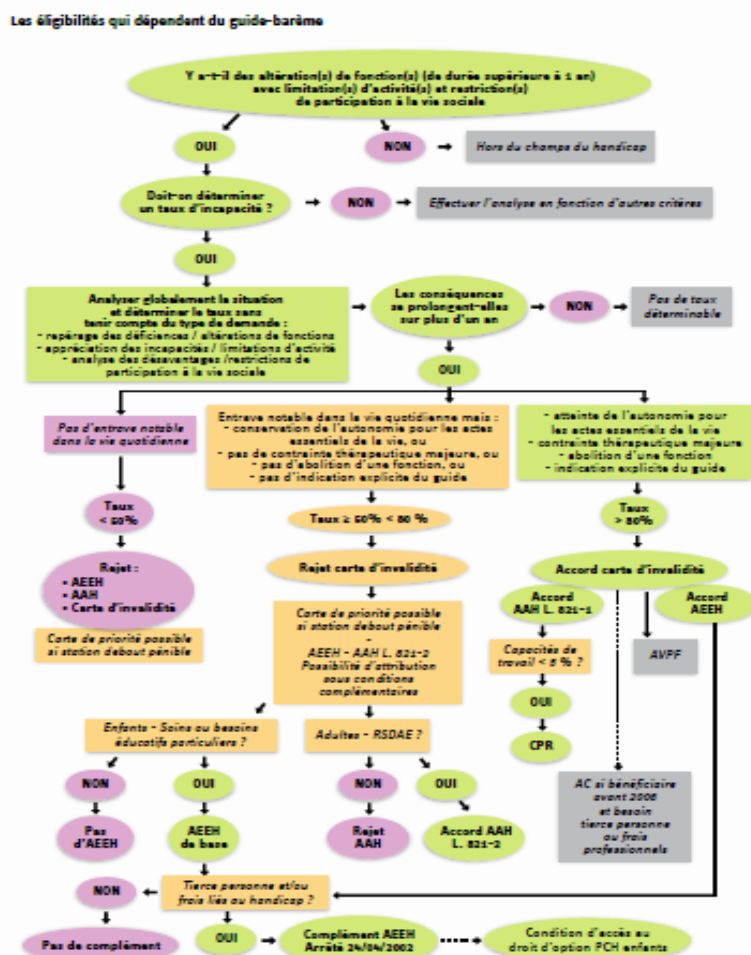 Les éligibilités qui dépendent du guide-barème
Y a-t-il des altération(s) de fonction(s) (de durée supérieure à 1 an)
avec limitation(s) d'activité(s) et restriction(s)
de participation à la vie sociale
OUI
NON
Hors du champs du handicap
Doit-on déterminer
un taux d'incapacité ?
NON
Effectuer l'analyse en fonction d'autres critères
OUI
Analyser globalement la situation
et déterminer le taux sans
tenir compte du type de demande :
- repérage des déficiences / altérations de fonctions
- appréciation des incapacités / limitations d'activité
- analyse des désavantages /restrictions de
participation à la vie sociale
Les conséquences
se prolongent-elles
sur plus d'un an
NON
Pas de taux
déterminable
OUI
Pas d'entrave notable
dans la vie quotidienne
Entrave notable dans la vie quotidienne mais :
- conservation de l'autonomie pour les actes
essentiels de la vie, ou
- pas de contrainte thérapeutique majeure, ou
- pas d'abolition d'une fonction, ou
- pas d'indication explicite du guide
- atteinte de l'autonomie pour
les actes essentiels de la vie
- contrainte thérapeutique majeure
- abolition d'une fonction
- indication explicite du guide
Taux
< 50%
Taux ≥ 50% < 80 %
Taux
> 80%
Rejet :
• AEEH
• AAH
• Carte d'invalidité
Rejet carte d'invalidité
Accord carte d'invalidité
Accord
AAH L. 821-1
Accord
AEEH
Carte de priorité possible
si station debout pénible
Carte de priorité possible
si station debout pénible
–
AEEH - AAH L. 821-2
Possibilité d'attribution
sous conditions
complémentaires
Capacités de
travail < 5 % ?
AVPF
OUI
CPR
Enfants - Soins ou besoins
éducatifs particuliers ?
Adultes - RSDAE ?
NON
OUI
NON
OUI
AC si bénéficiaire
avant 2006
et besoin
tierce personne
ou frais
professionnels
Pas
d'AEEH
AEEH
de base
Rejet
AAH
Accord AAH
L. 821-2
NON
Tierce personne et/ou
frais liés au handicap ?
Pas de complément
OUI
Complément AEEH
Arrêté 24/04/2002
Condition d'accès au
droit d'option PCH enfants